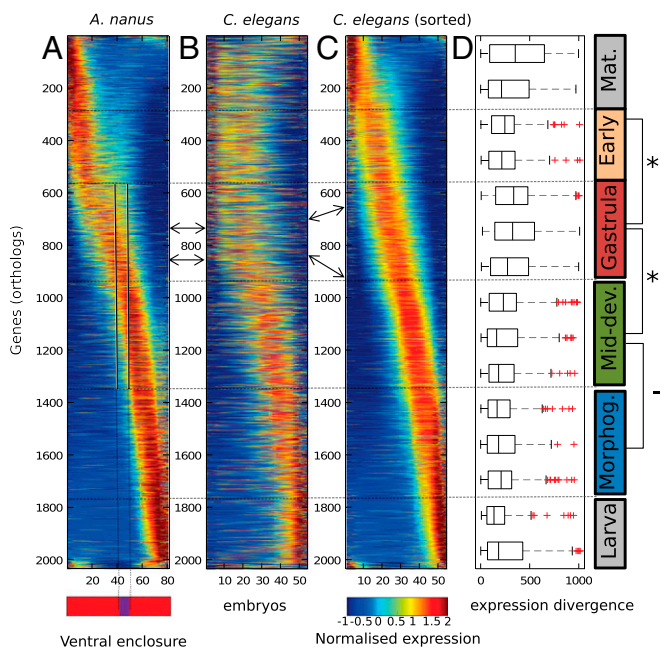 A. nanus
C. elegans
C. elegans (sorted)
A
B
C
D
Genes (orthologs)
200
400
600
800
1000
1200
1400
1600
1800
2000
200
400
600
800
1000
1200
1400
1600
1800
2000
200
400
600
800
1000
1200
1400
1600
1800
2000
Mat.
Early
Gastrula
Mid-dev.
Morphog.
Larva
*
*
-
20 40 60 80
10 20 30 40 50
10 20 30 40 50
0 500 1000
embryos
expression divergence
-1 -0.5 0 0.5 1 1.5 2 2.5
Ventral enclosure
Normalised expression